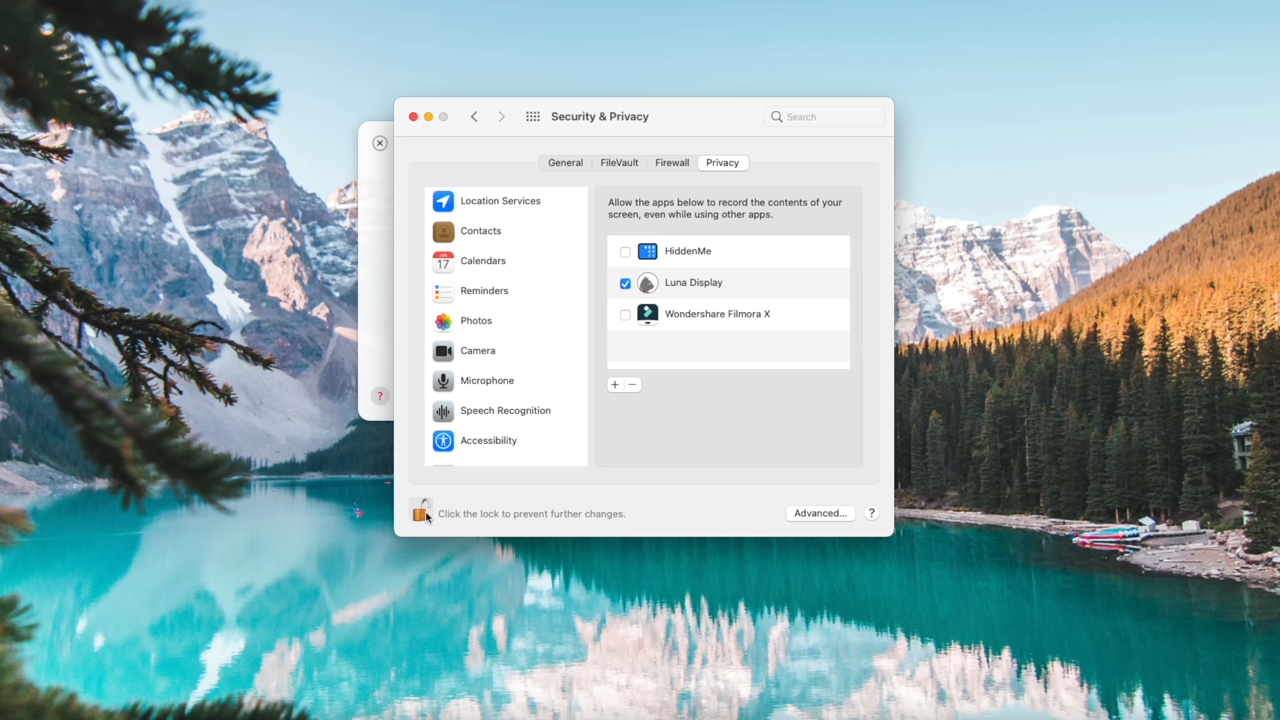 Security & Privacy
Search
General
FileVault
Firewall
Privacy
Location Services
Contacts
17
Calendars
Reminders
Photos
Camera
Microphone
Speech Recognition
Accessibility
Allow the apps below to record the contents of your
screen, even while using other apps.
HiddenMe
Luna Display
Wondershare Filmora X
+ −
?
Click the lock to prevent further changes.
Advanced...
?